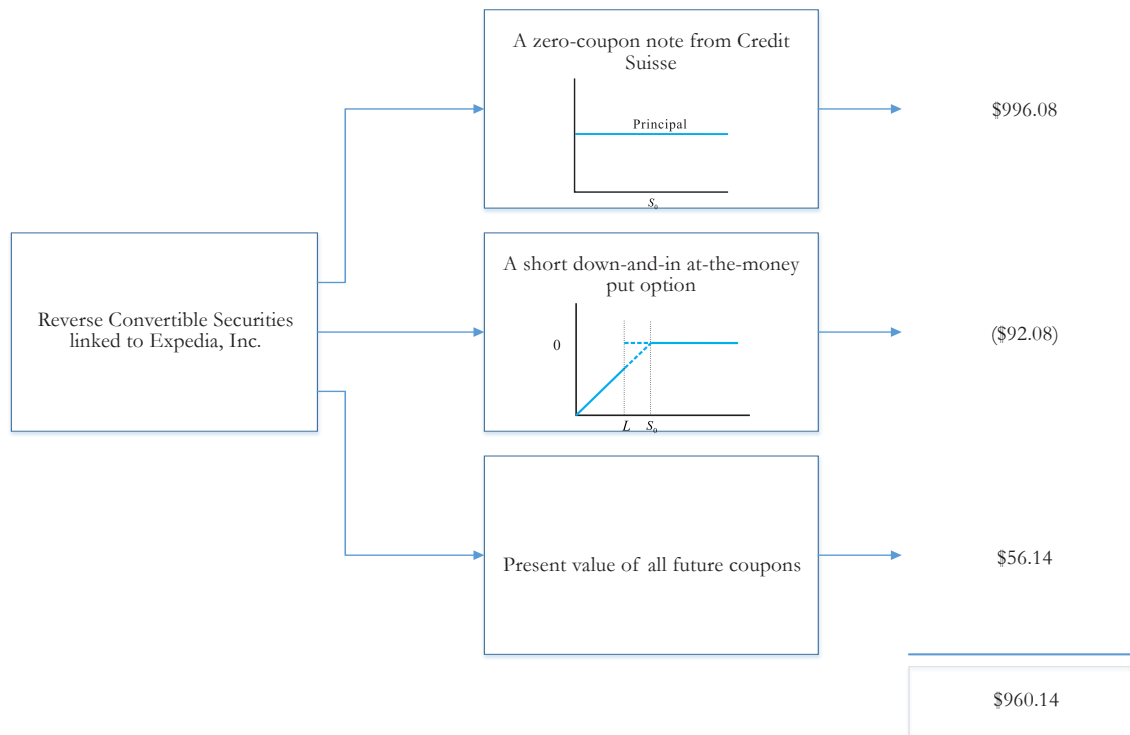 A zero-coupon note from Credit
Suisse
Principal
S₀
$996.08
Reverse Convertible Securities
linked to Expedia, Inc.
A short down-and-in at-the-money
put option
0
L S₀
($92.08)
Present value of all future coupons
$56.14
$960.14